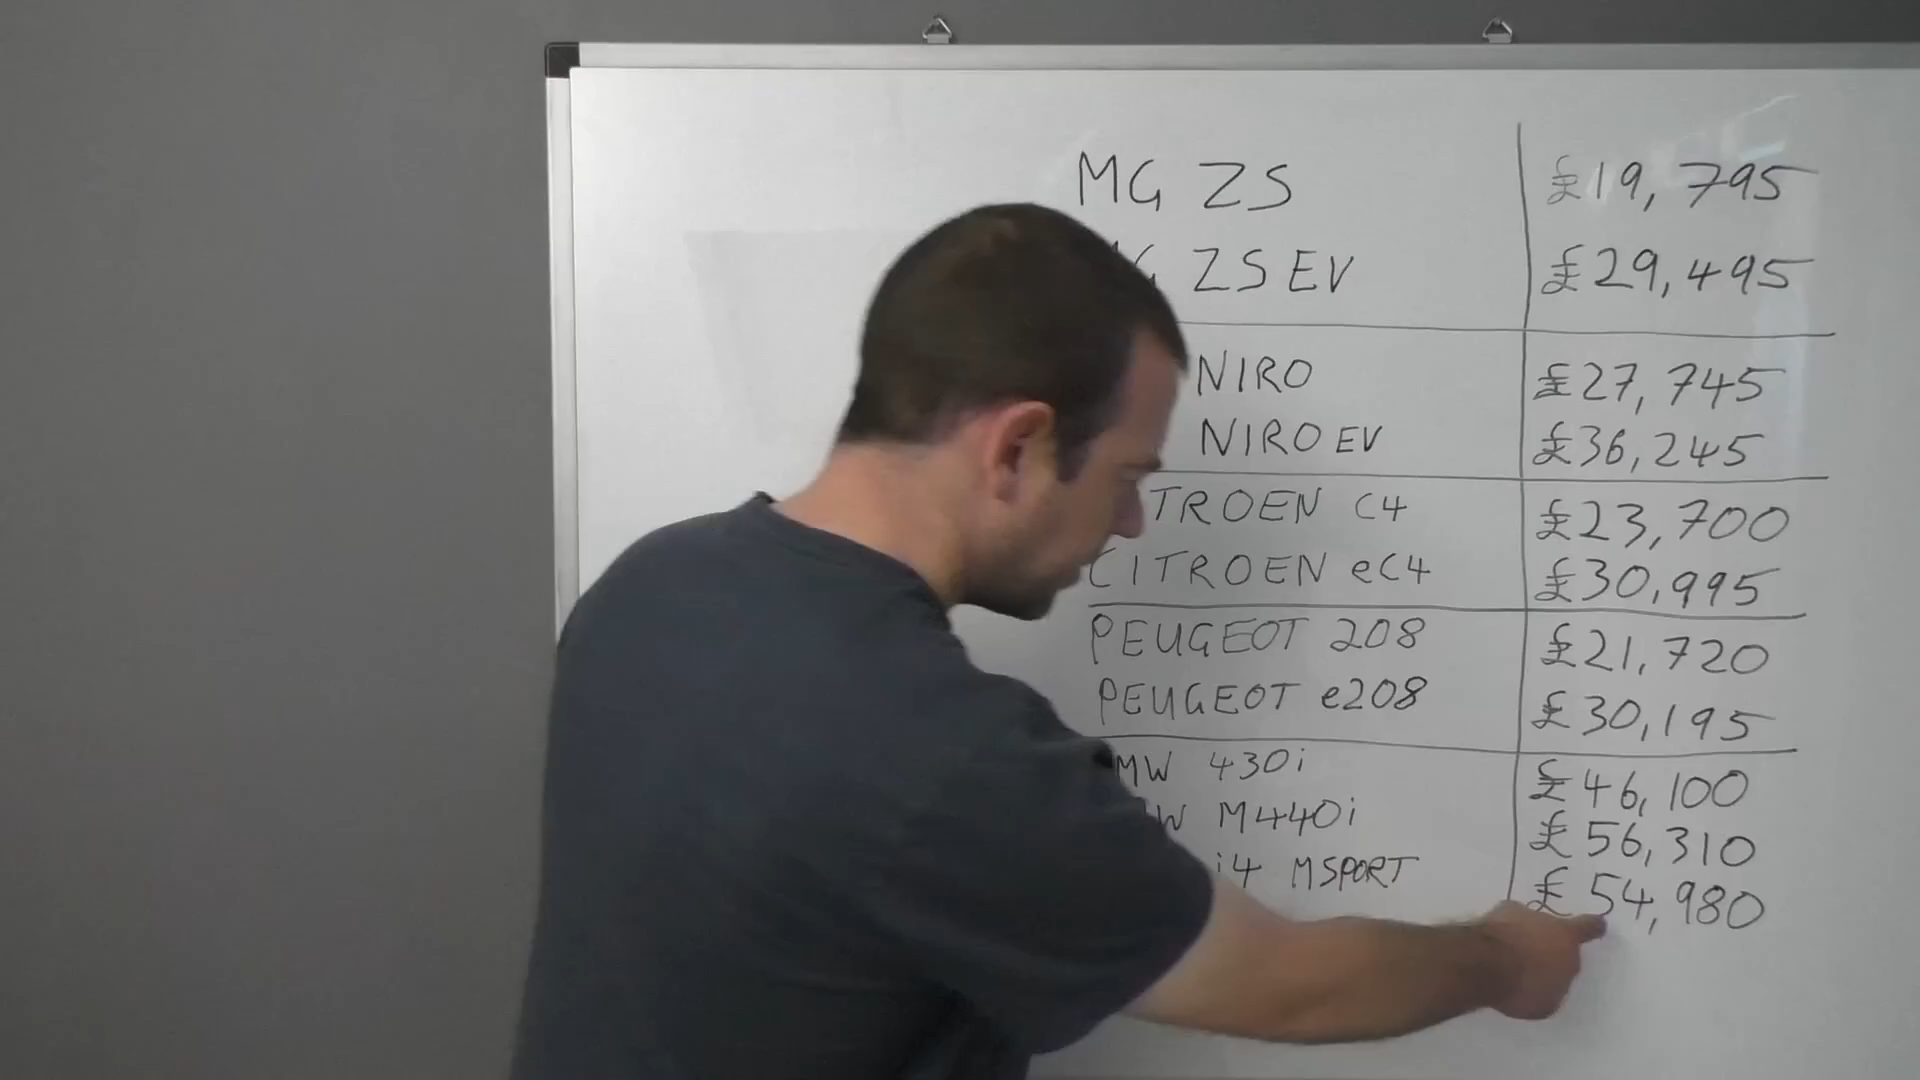 MG ZS £19,795
ZS EV £29,495
NIRO £27,745
NIRO EV £36,245
TROEN C4 £23,700
CITROEN eC4 £30,995
PEUGEOT 208 £21,720
PEUGEOT e208 £30,195
MW 430i £46,100
W M440i £56,310
i4 MSPORT £54,980